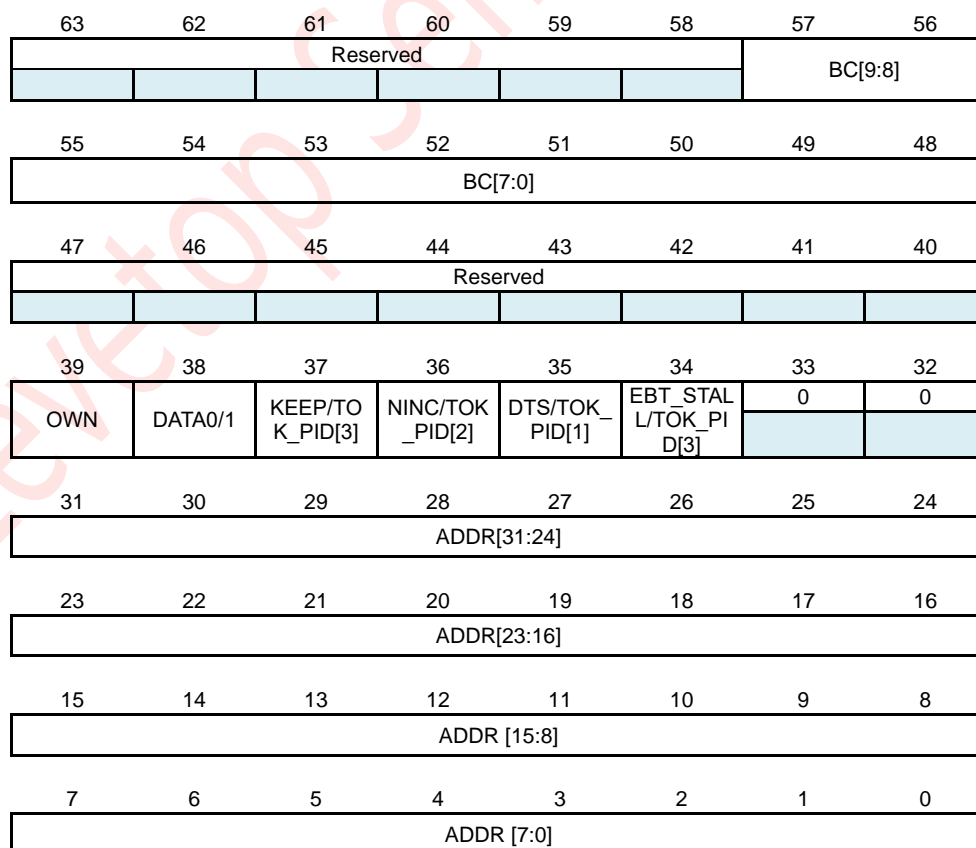 63 62 61 60 59 58 57 56
Reserved BC[9:8]
55 54 53 52 51 50 49 48
BC[7:0]
47 46 45 44 43 42 41 40
Reserved
39 38 37 36 35 34 33 32
OWN DATA0/1 KEEP/TO NINC/TOK DTS/TOK_ EBT_STAL 0 0
K_PID[3] _PID[2] PID[1] L/TOK_PI
D[3]
31 30 29 28 27 26 25 24
ADDR[31:24]
23 22 21 20 19 18 17 16
ADDR[23:16]
15 14 13 12 11 10 9 8
ADDR [15:8]
7 6 5 4 3 2 1 0
ADDR [7:0]